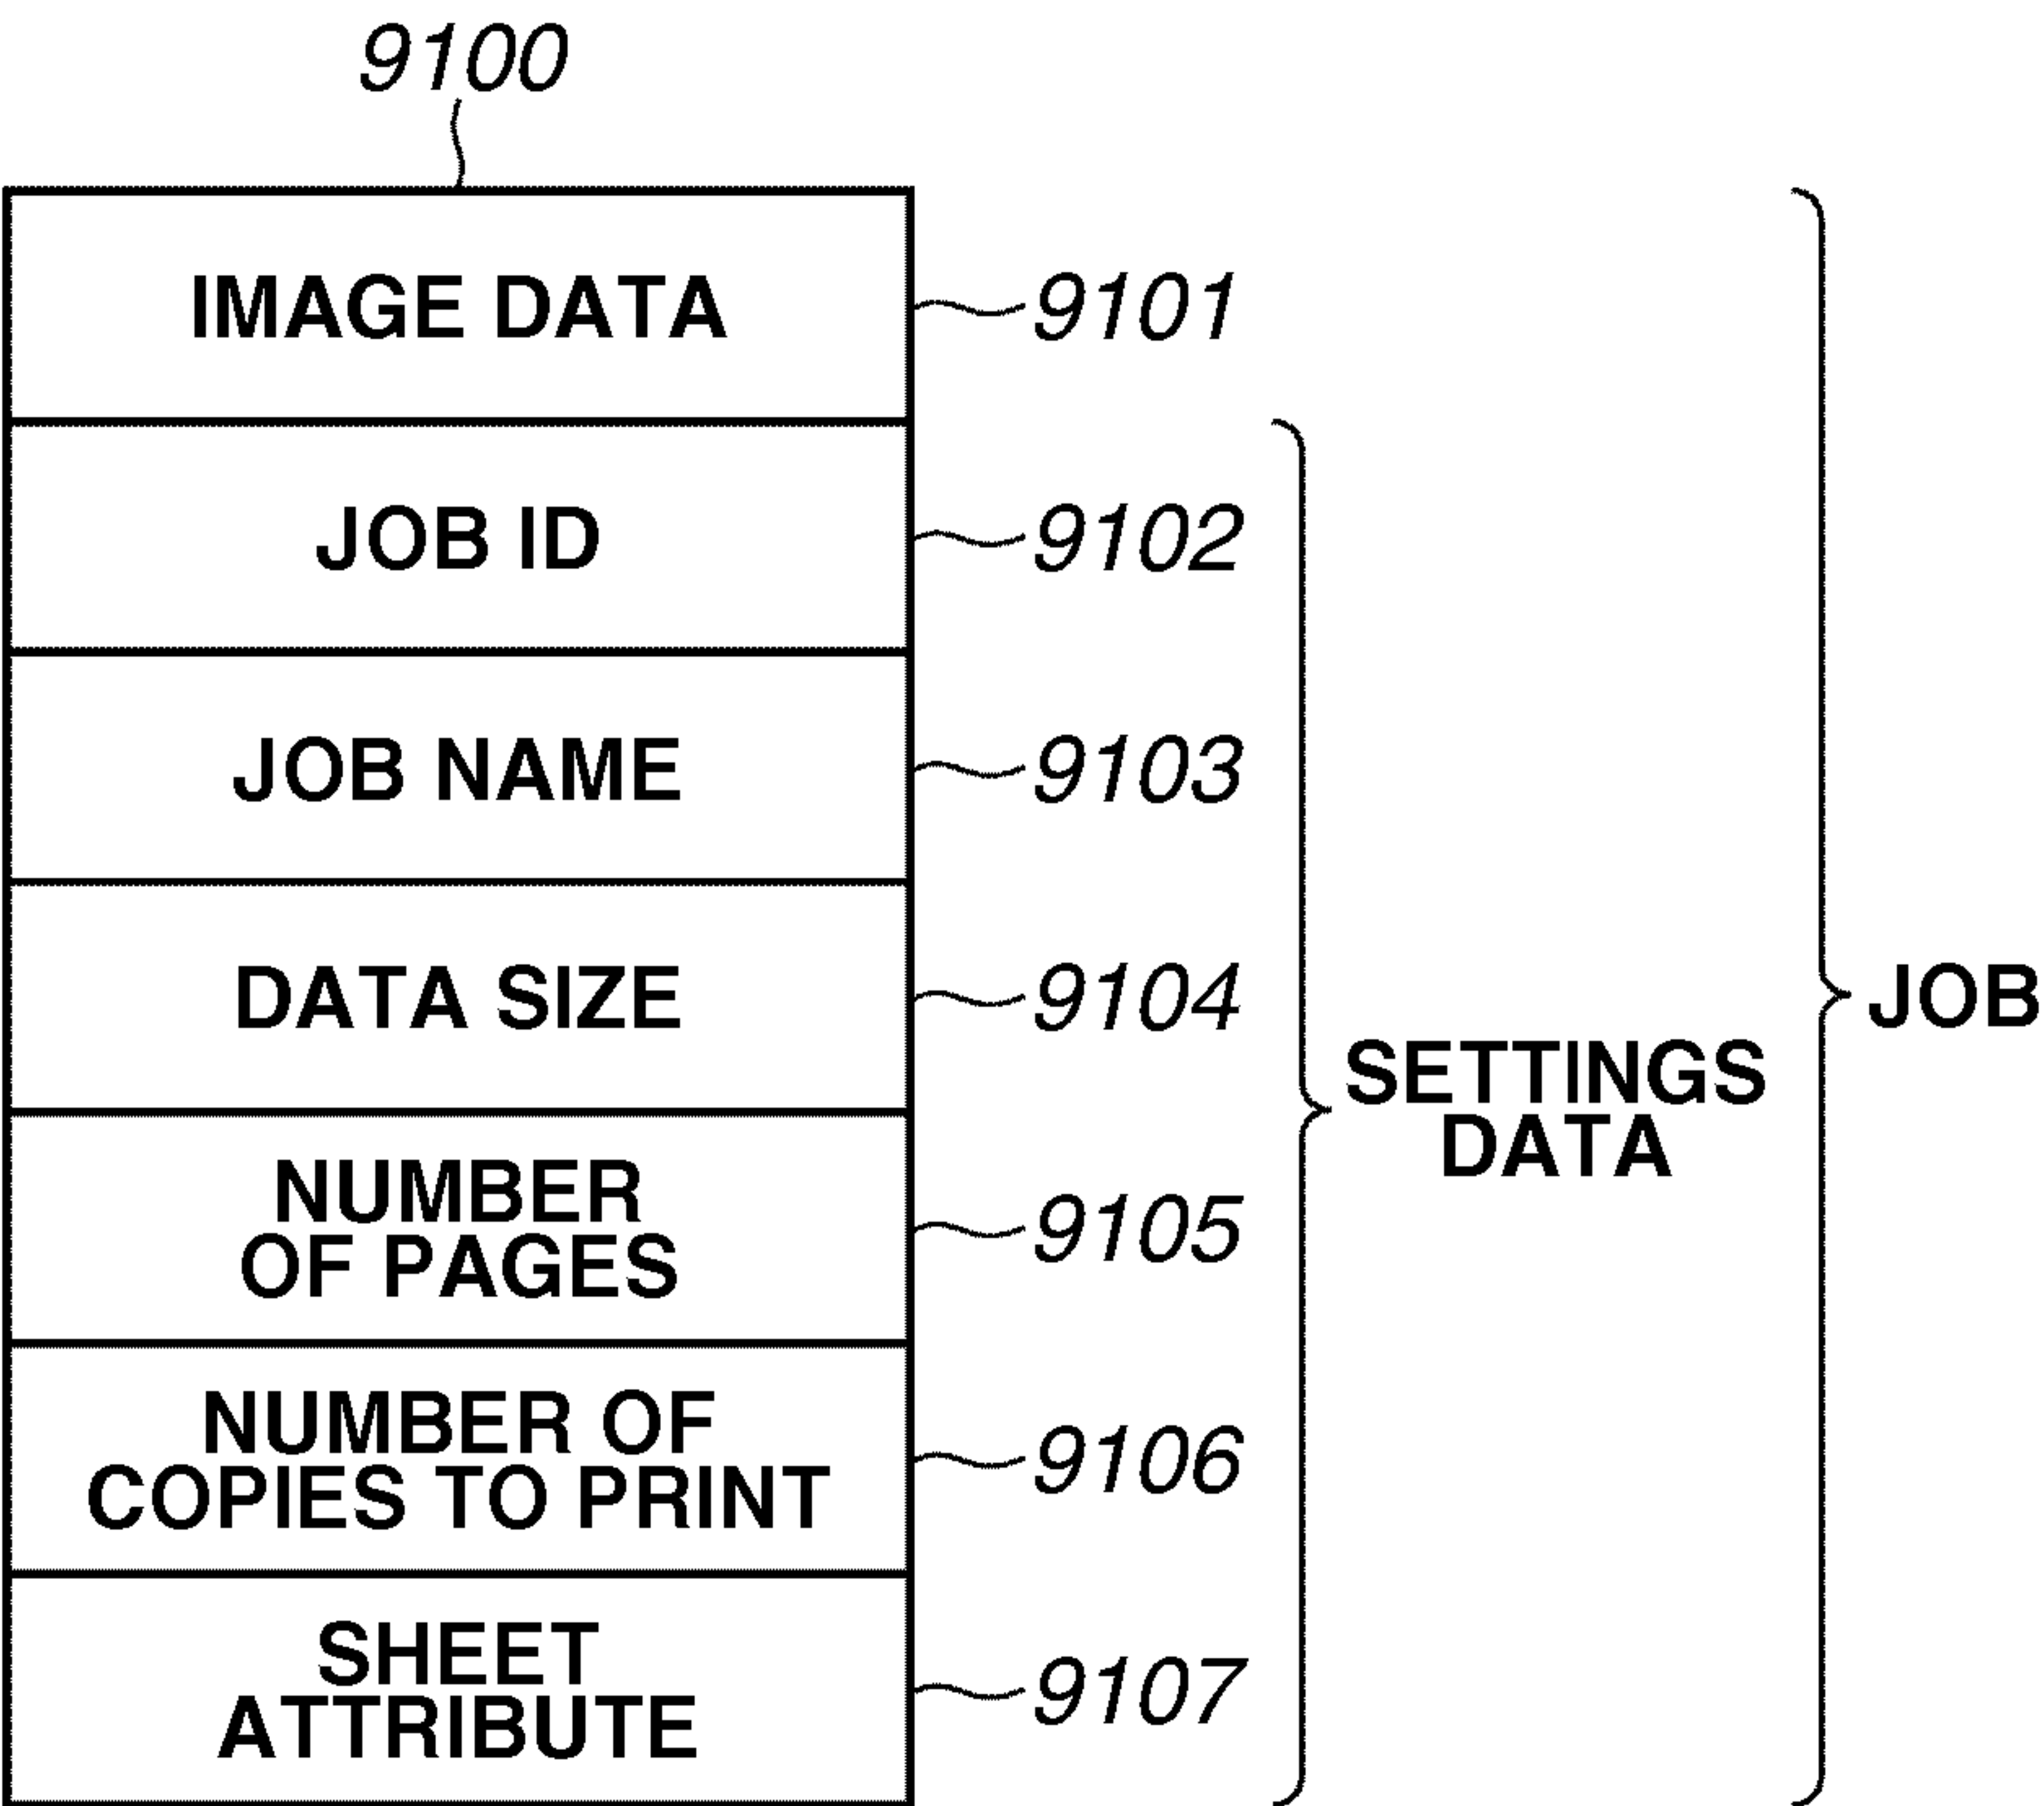 9100
IMAGE DATA
9101
JOB ID
9102
JOB NAME
9103
DATA SIZE
9104
NUMBER
OF PAGES
9105
NUMBER OF
COPIES TO PRINT
9106
SHEET
ATTRIBUTE
9107
SETTINGS
DATA
JOB